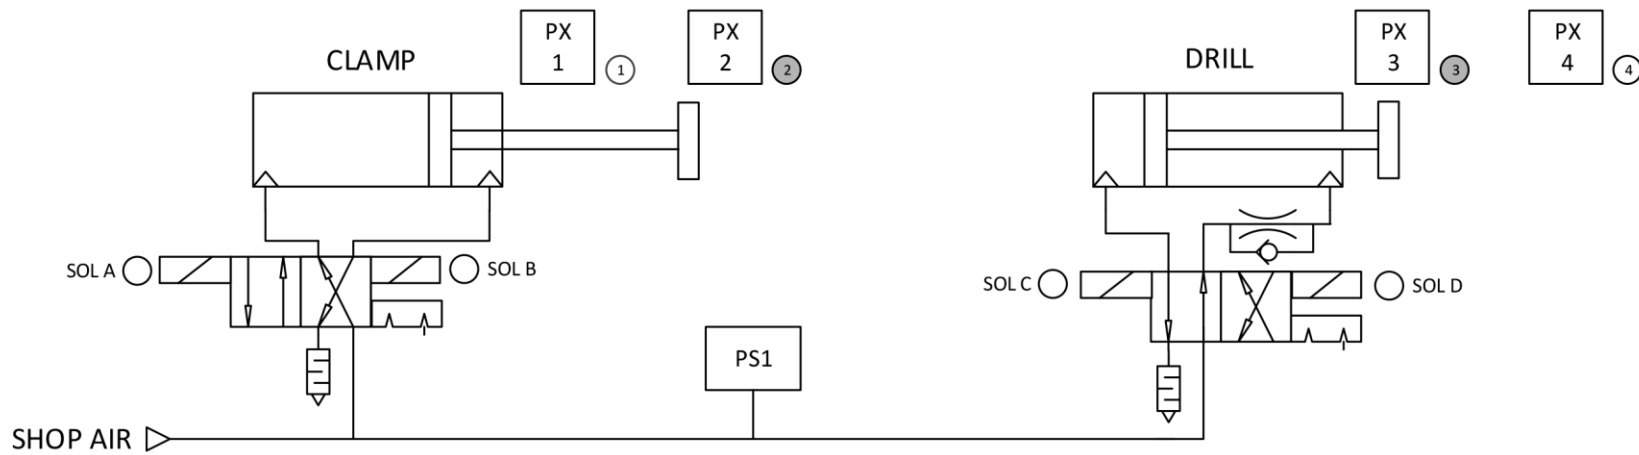 PX
1
1
PX
2
2
CLAMP
PX
3
3
PX
4
4
DRILL
SOL A
SOL B
SOL C
SOL D
PS1
SHOP AIR